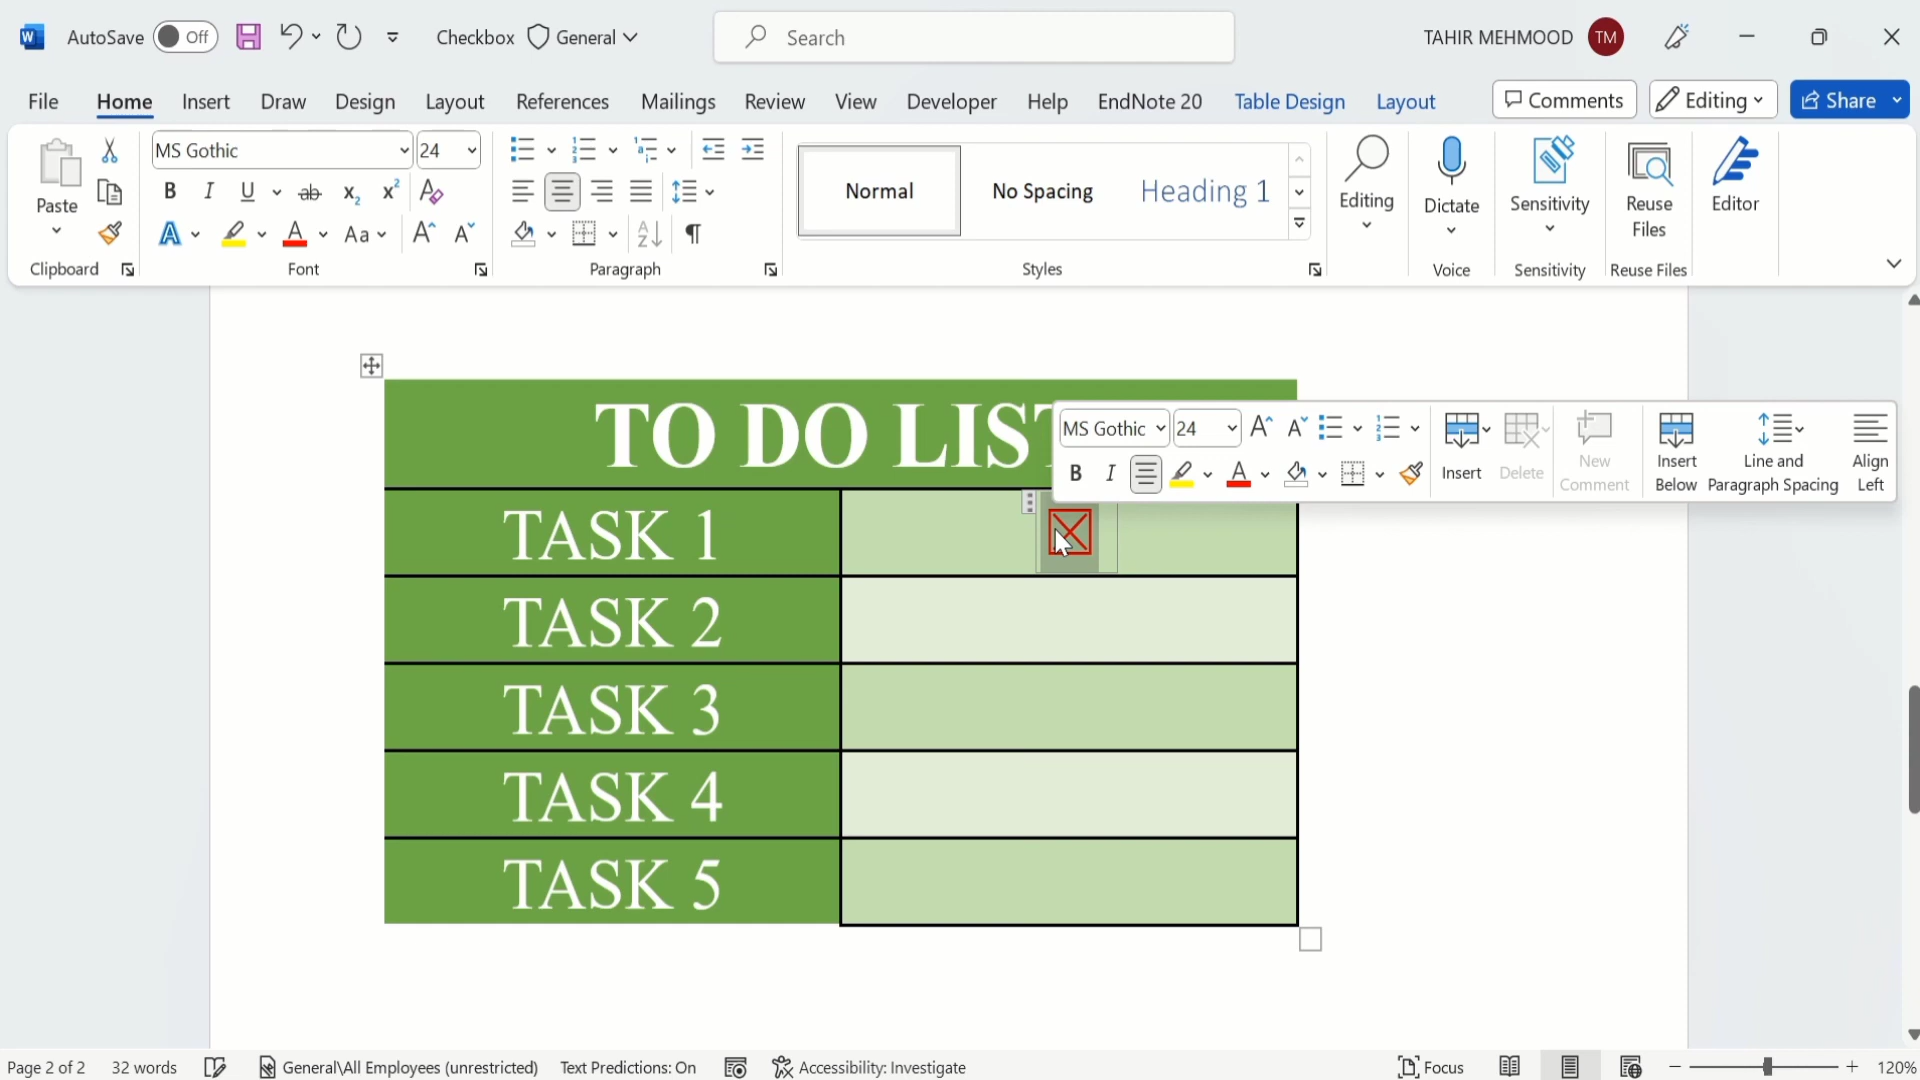 AutoSave Off Checkbox General Search TAHIR MEHMOOD TM
File Home Insert Draw Design Layout References Mailings Review View Developer Help EndNote 20 Table Design Layout Comments Editing Share
Paste
Clipboard
MS Gothic 24
B I U ab x₂ x² A
A A Aa A A
Font
Paragraph
Normal No Spacing Heading 1
Styles
Editing
Dictate
Voice
Sensitivity
Sensitivity
Reuse Files
Reuse Files
Editor
TO DO LIST
MS Gothic 24 A A
B I A
Insert
Delete
New Comment
Insert Below
Line and Paragraph Spacing
Align Left
TASK 1
TASK 2
TASK 3
TASK 4
TASK 5
Page 2 of 2 32 words General\All Employees (unrestricted) Text Predictions: On Accessibility: Investigate Focus 120%